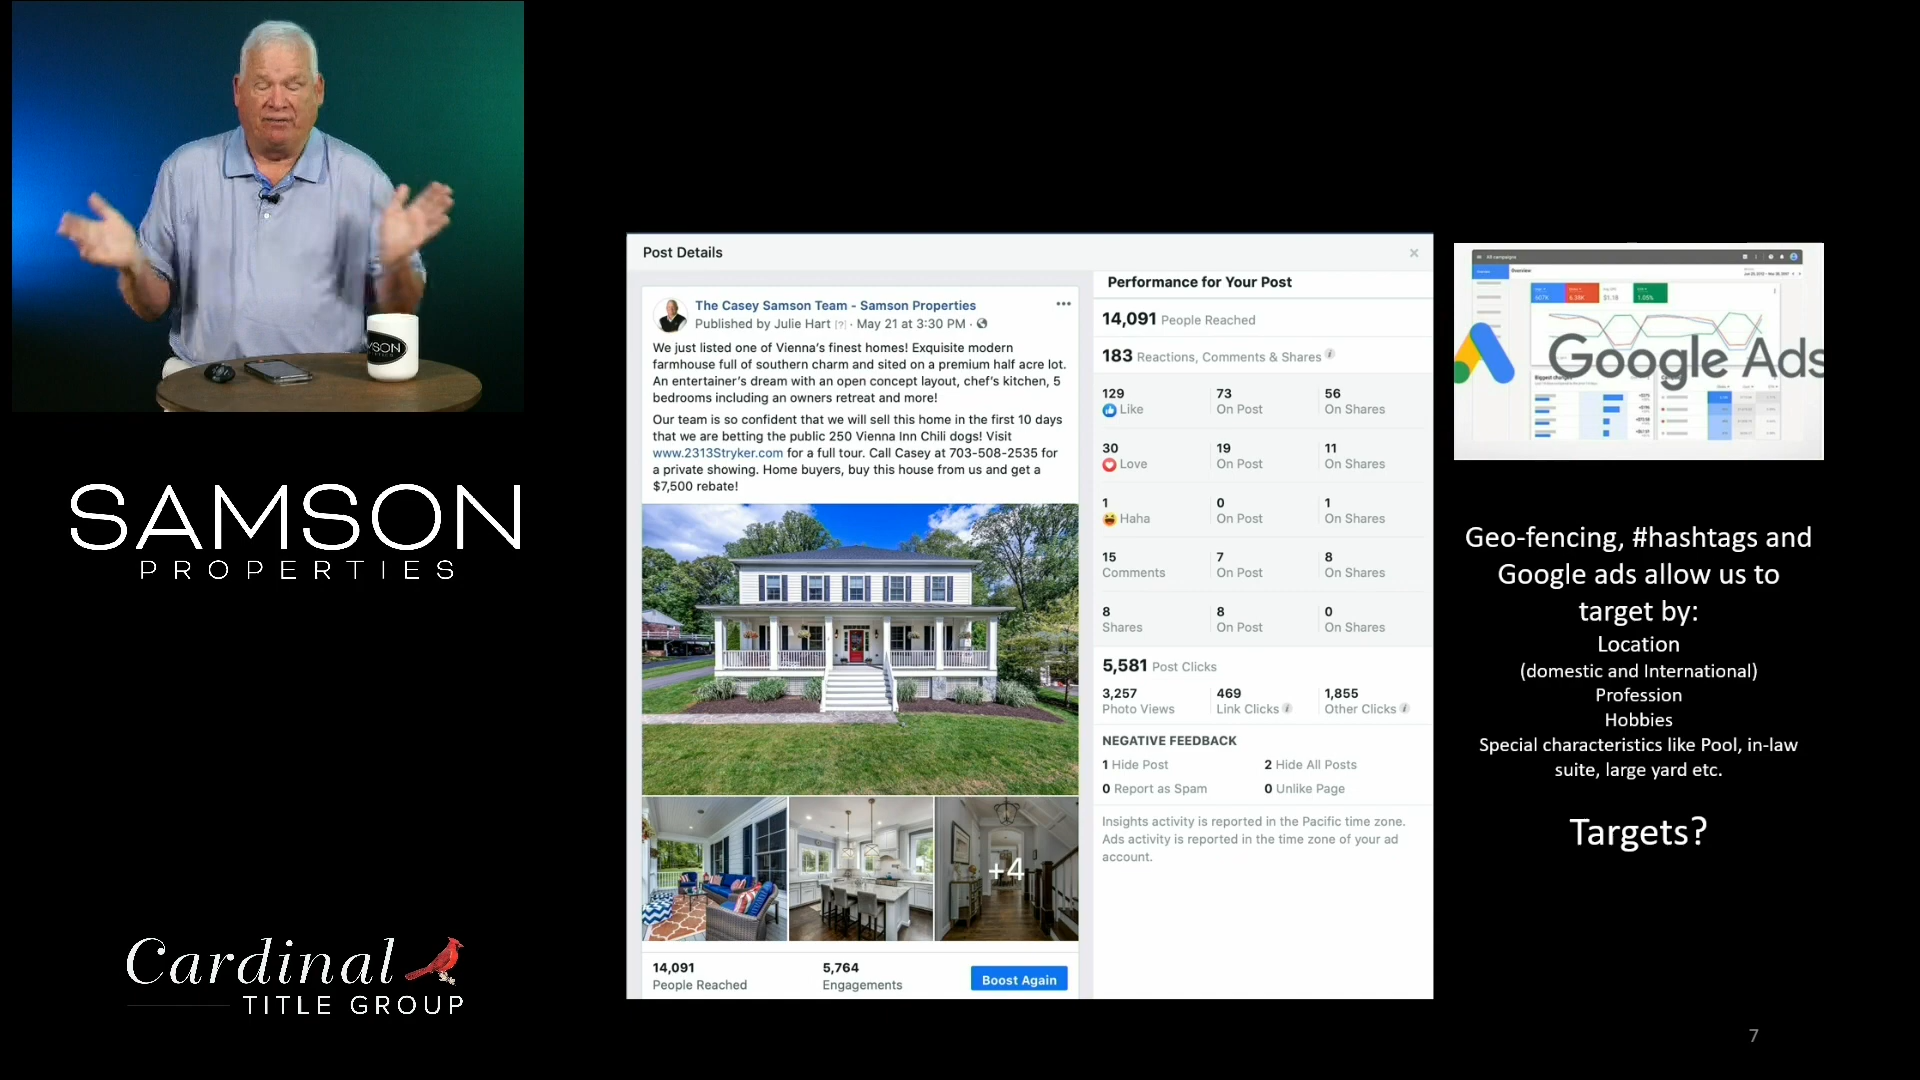 SAMSON
SAMSON
PROPERTIES
Cardinal
TITLE GROUP
Post Details
The Casey Samson Team - Samson Properties
Published by Julie Hart [?] · May 21 at 3:30 PM ·
We just listed one of Vienna's finest homes! Exquisite modern
farmhouse full of southern charm and sited on a premium half acre lot.
An entertainer's dream with an open concept layout, chef's kitchen, 5
bedrooms including an owners retreat and more!
Our team is so confident that we will sell this home in the first 10 days
that we are betting the public 250 Vienna Inn Chili dogs! Visit
www.2313Stryker.com for a full tour. Call Casey at 703-508-2535 for
a private showing. Home buyers, buy this house from us and get a
$7,500 rebate!
+4
14,091
People Reached
5,764
Engagements
Boost Again
Performance for Your Post
14,091 People Reached
183 Reactions, Comments & Shares
129 73 56
Like On Post On Shares
30 19 11
Love On Post On Shares
1 0 1
Haha On Post On Shares
15 7 8
Comments On Post On Shares
8 8 0
Shares On Post On Shares
5,581 Post Clicks
3,257 469 1,855
Photo Views Link Clicks Other Clicks
NEGATIVE FEEDBACK
1 Hide Post 2 Hide All Posts
0 Report as Spam 0 Unlike Page
Insights activity is reported in the Pacific time zone.
Ads activity is reported in the time zone of your ad
account.
Overview
Google Ads
Biggest changes
Geo-fencing, #hashtags and
Google ads allow us to
target by:
Location
(domestic and International)
Profession
Hobbies
Special characteristics like Pool, in-law
suite, large yard etc.
Targets?
7